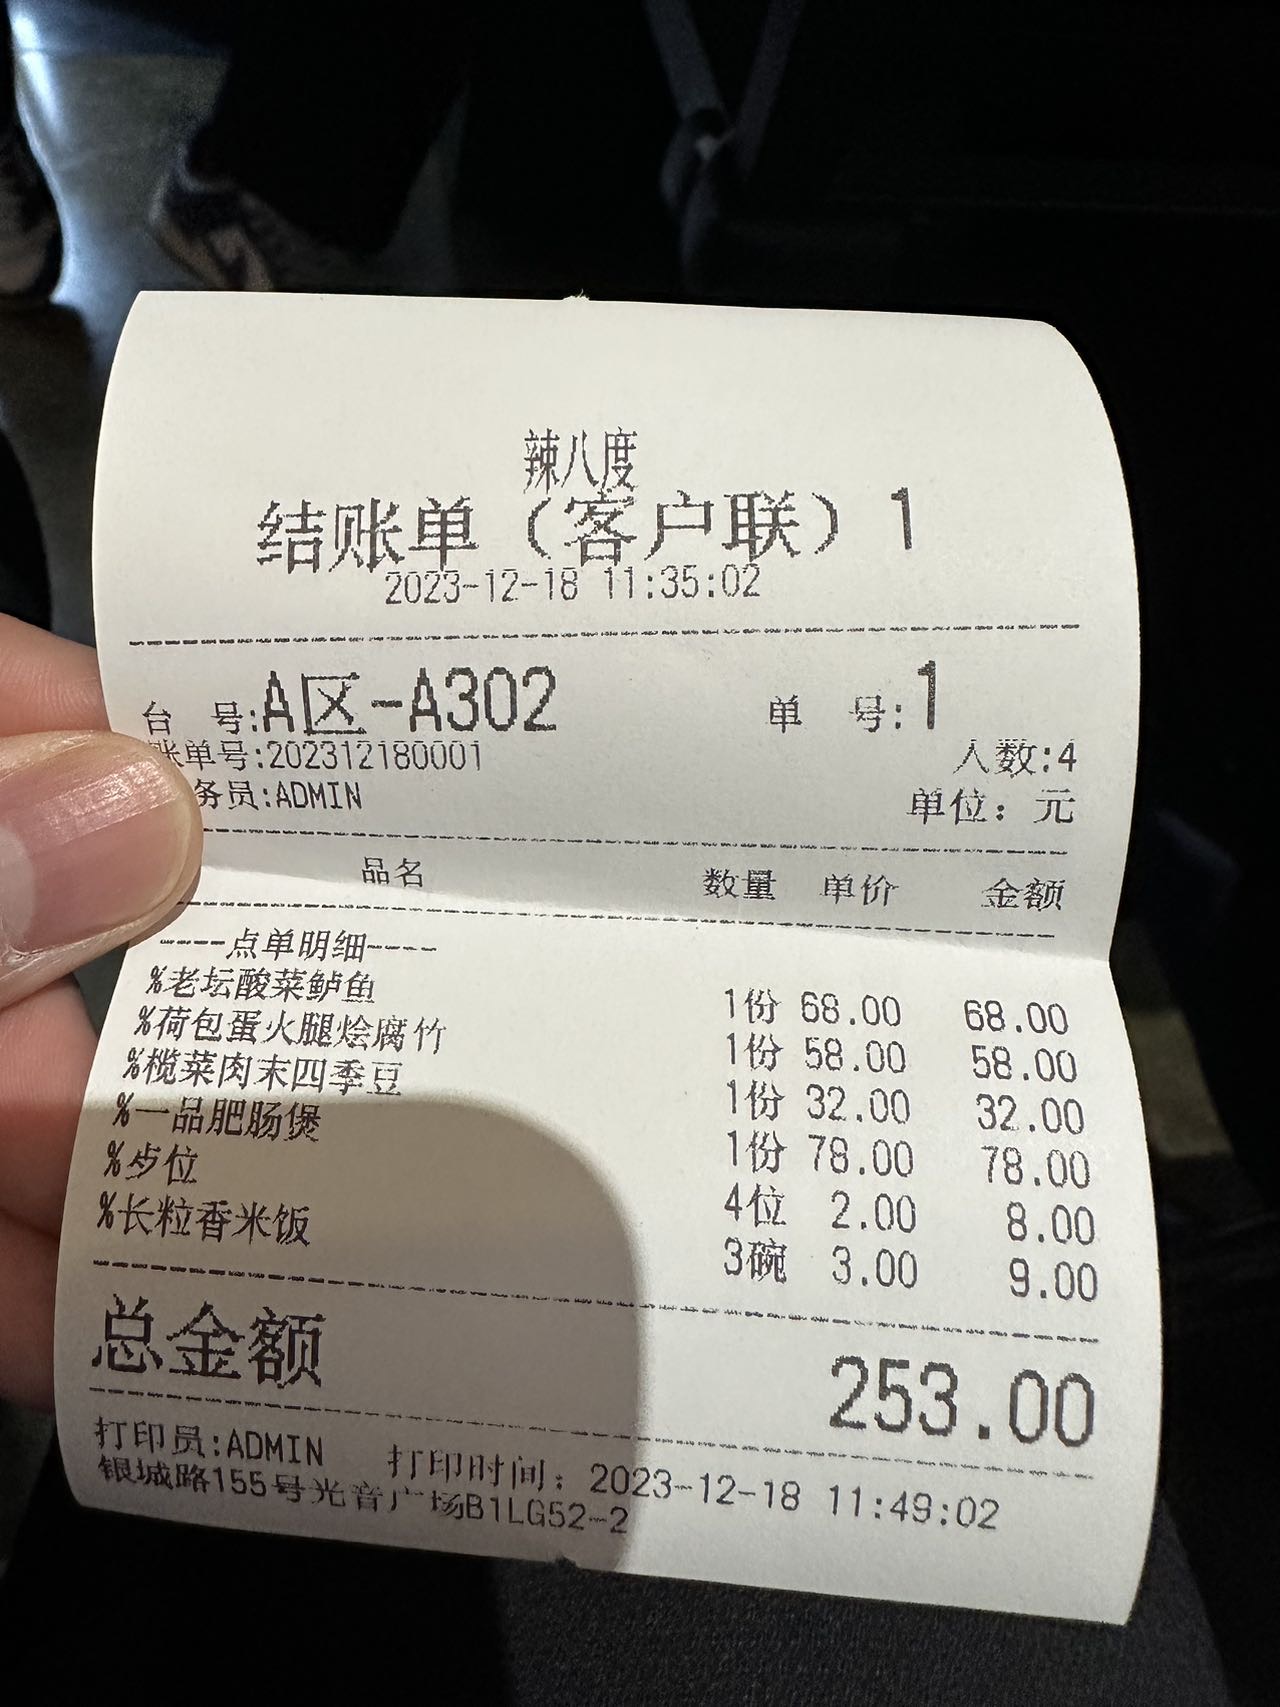 辣八度
结账单（客户联）1
2023-12-18 11:35:02
台 号:A区-A302 单 号:1
账单号:202312180001 人数:4
务员:ADMIN 单位：元
品名 数量 单价 金额
----点单明细----
%老坛酸菜鲈鱼 1份 68.00 68.00
%荷包蛋火腿烩腐竹 1份 58.00 58.00
%榄菜肉末四季豆 1份 32.00 32.00
%一品肥肠煲 1份 78.00 78.00
%歺位 4位 2.00 8.00
%长粒香米饭 3碗 3.00 9.00
总金额 253.00
打印员:ADMIN 打印时间：2023-12-18 11:49:02
银城路155号光音广场B1LG52-2